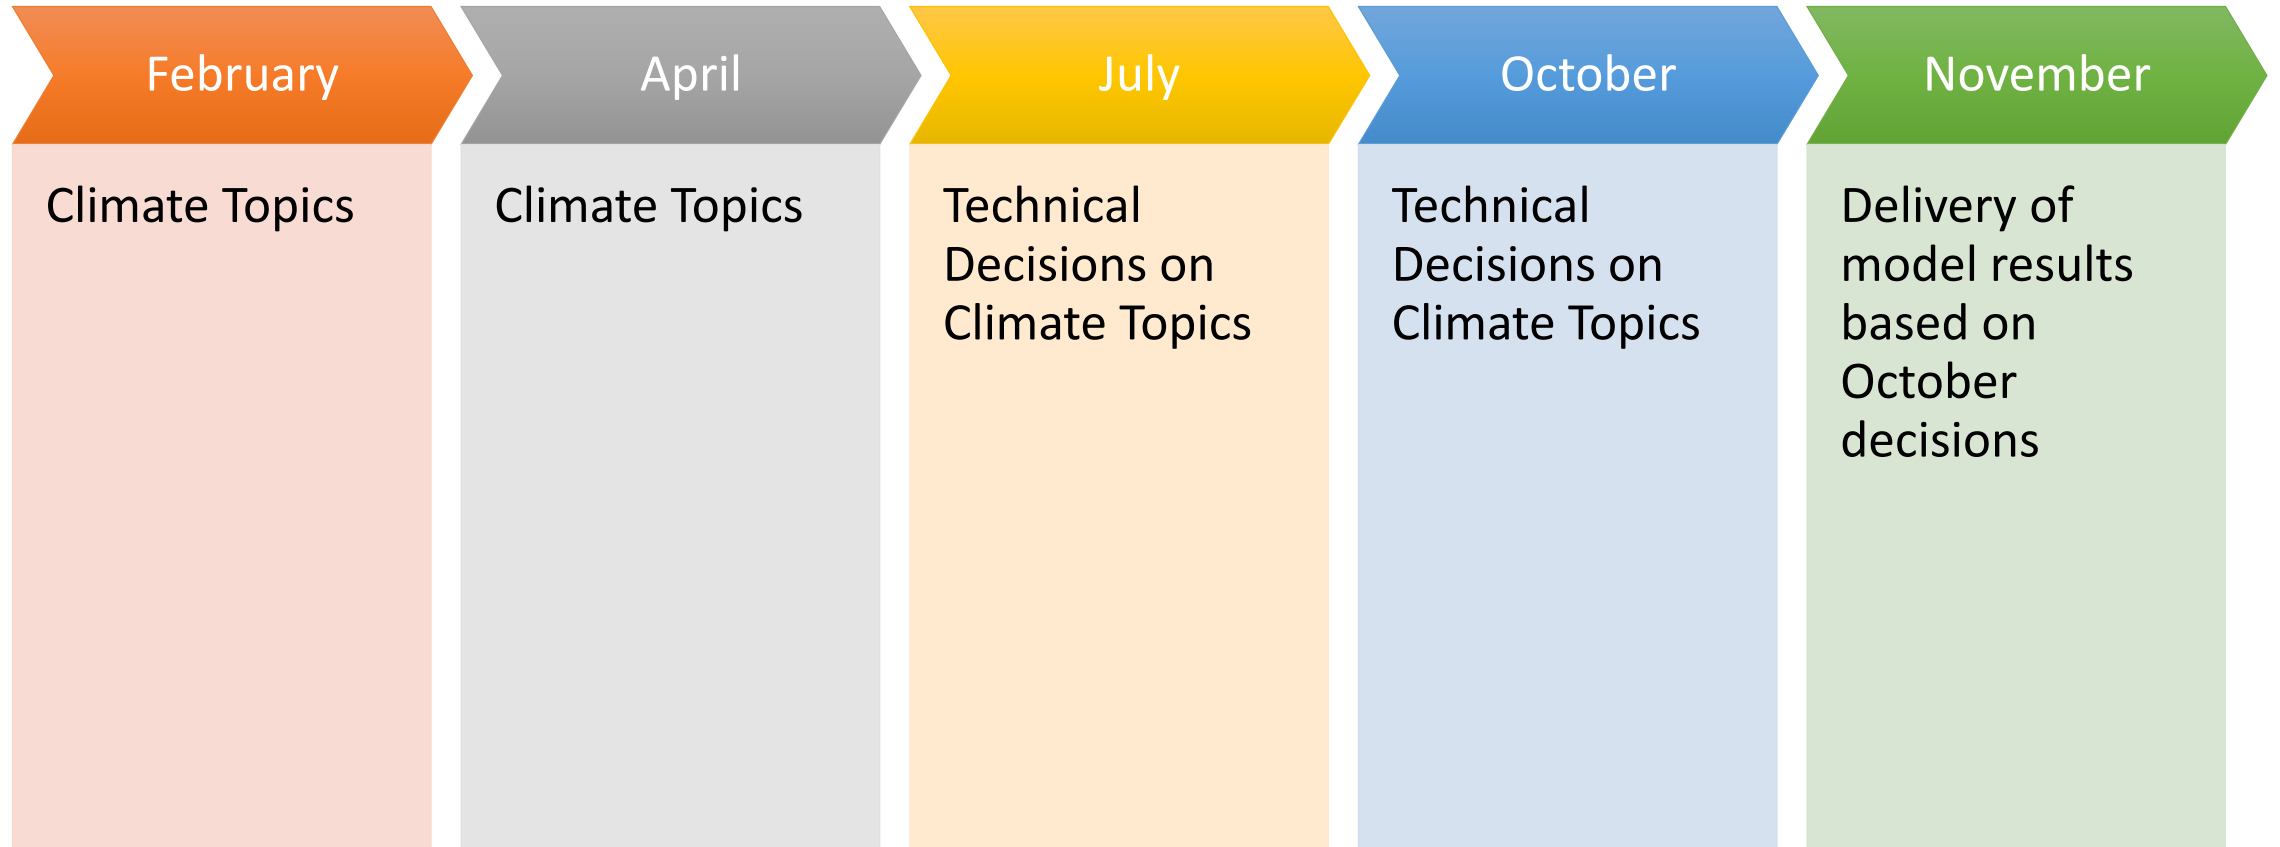 February
Climate Topics
April
Climate Topics
July
Technical
Decisions on
Climate Topics
October
Technical
Decisions on
Climate Topics
November
Delivery of
model results
based on
October
decisions